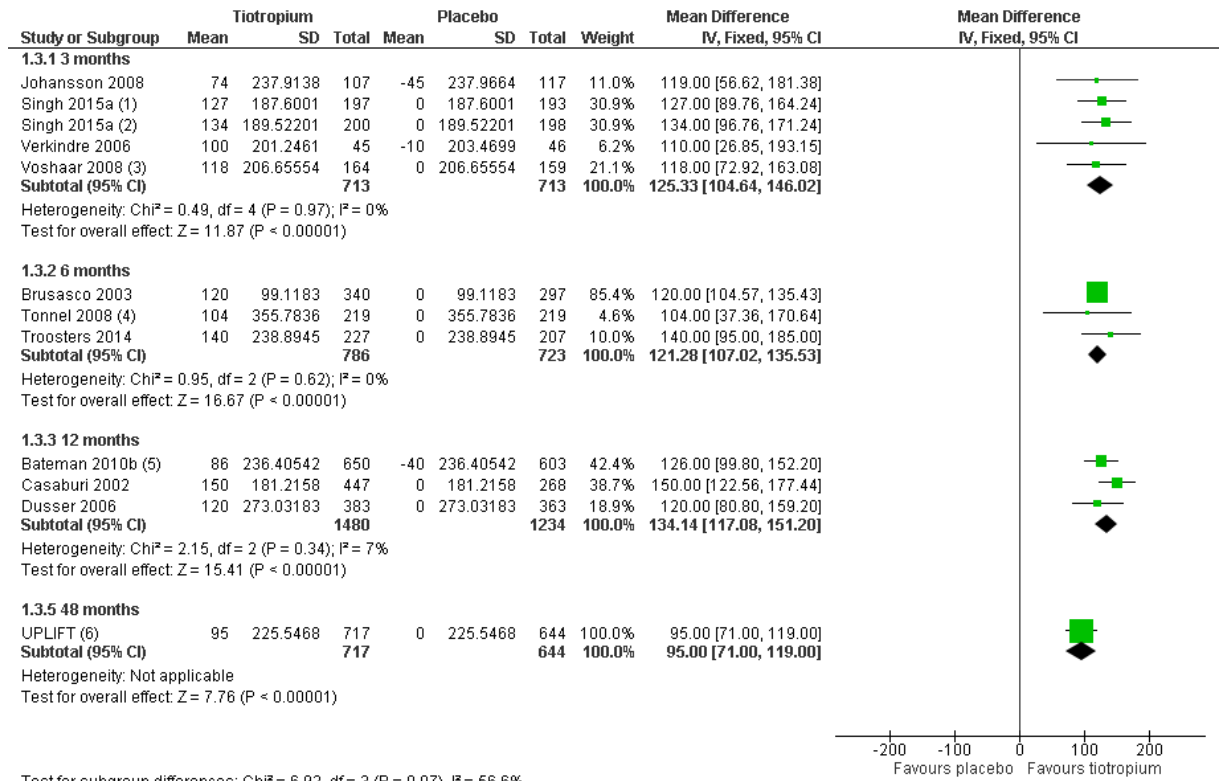 Tiotropium Placebo Mean Difference Mean Difference
Study or Subgroup Mean SD Total Mean SD Total Weight IV, Fixed, 95% CI IV, Fixed, 95% CI
1.3.1 3 months
Johansson 2008 74 237.9138 107 -45 237.9664 117 11.0% 119.00 [56.62, 181.38]
Singh 2015a (1) 127 187.6001 197 0 187.6001 193 30.9% 127.00 [89.76, 164.24]
Singh 2015a (2) 134 189.52201 200 0 189.52201 198 30.9% 134.00 [96.76, 171.24]
Verkindre 2006 100 201.2461 45 -10 203.4699 46 6.2% 110.00 [26.85, 193.15]
Voshaar 2008 (3) 118 206.65554 164 0 206.65554 159 21.1% 118.00 [72.92, 163.08]
Subtotal (95% CI) 713 713 100.0% 125.33 [104.64, 146.02]
Heterogeneity: Chi² = 0.49, df = 4 (P = 0.97); I² = 0%
Test for overall effect: Z = 11.87 (P < 0.00001)
1.3.2 6 months
Brusasco 2003 120 99.1183 340 0 99.1183 297 85.4% 120.00 [104.57, 135.43]
Tonnel 2008 (4) 104 355.7836 219 0 355.7836 219 4.6% 104.00 [37.36, 170.64]
Troosters 2014 140 238.8945 227 0 238.8945 207 10.0% 140.00 [95.00, 185.00]
Subtotal (95% CI) 786 723 100.0% 121.28 [107.02, 135.53]
Heterogeneity: Chi² = 0.95, df = 2 (P = 0.62); I² = 0%
Test for overall effect: Z = 16.67 (P < 0.00001)
1.3.3 12 months
Bateman 2010b (5) 86 236.40542 650 -40 236.40542 603 42.4% 126.00 [99.80, 152.20]
Casaburi 2002 150 181.2158 447 0 181.2158 268 38.7% 150.00 [122.56, 177.44]
Dusser 2006 120 273.03183 383 0 273.03183 363 18.9% 120.00 [80.80, 159.20]
Subtotal (95% CI) 1480 1234 100.0% 134.14 [117.08, 151.20]
Heterogeneity: Chi² = 2.15, df = 2 (P = 0.34); I² = 7%
Test for overall effect: Z = 15.41 (P < 0.00001)
1.3.5 48 months
UPLIFT (6) 95 225.5468 717 0 225.5468 644 100.0% 95.00 [71.00, 119.00]
Subtotal (95% CI) 717 644 100.0% 95.00 [71.00, 119.00]
Heterogeneity: Not applicable
Test for overall effect: Z = 7.76 (P < 0.00001)
-200 -100 0 100 200
Favours placebo Favours tiotropium
Test for subgroup differences: Chi² =